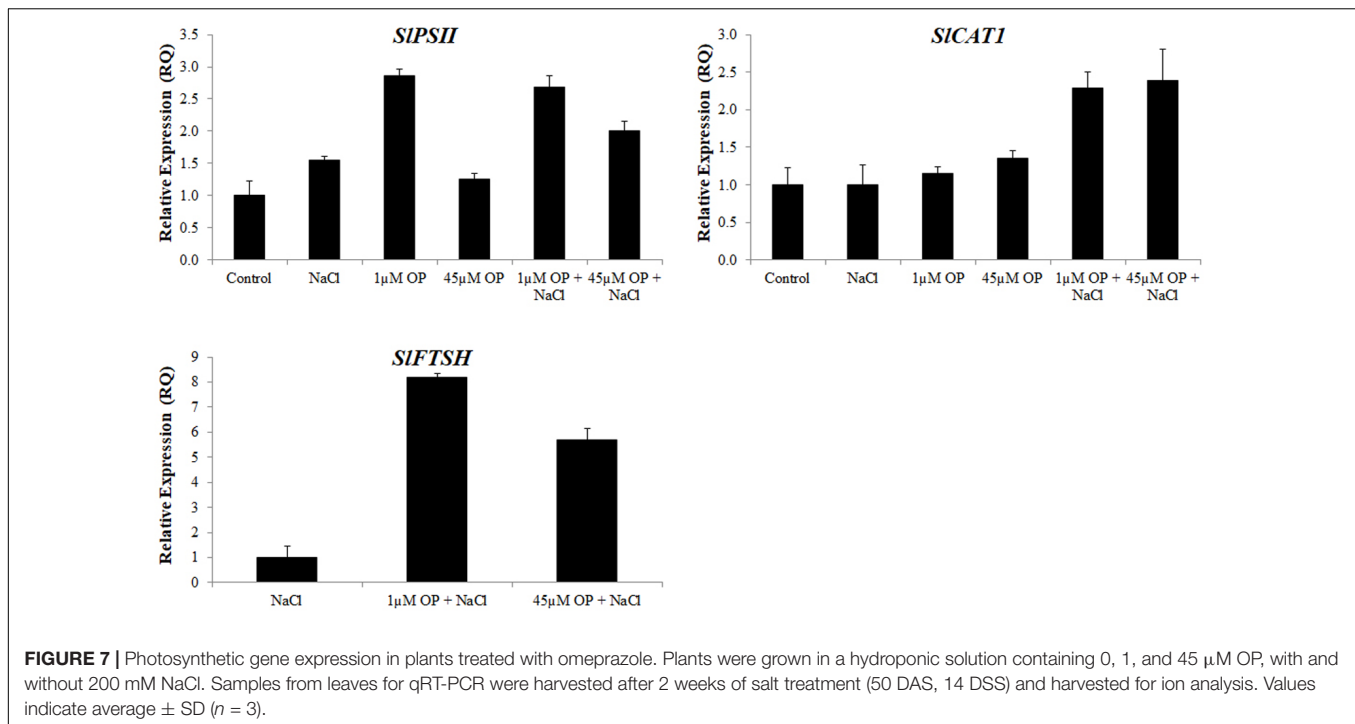 SlPSII
Relative Expression (RQ)
3.5
3.0
2.5
2.0
1.5
1.0
0.5
0.0
Control NaCl 1µM OP 45µM OP 1µM OP + NaCl 45µM OP + NaCl
SlCAT1
Relative Expression (RQ)
3.0
2.5
2.0
1.5
1.0
0.5
0.0
Control NaCl 1µM OP 45µM OP 1µM OP + NaCl 45µM OP + NaCl
SlFTSH
Relative Expression (RQ)
9
8
7
6
5
4
3
2
1
0
NaCl 1µM OP + NaCl 45µM OP + NaCl
FIGURE 7 | Photosynthetic gene expression in plants treated with omeprazole. Plants were grown in a hydroponic solution containing 0, 1, and 45 μM OP, with and
without 200 mM NaCl. Samples from leaves for qRT-PCR were harvested after 2 weeks of salt treatment (50 DAS, 14 DSS) and harvested for ion analysis. Values
indicate average ± SD (n = 3).